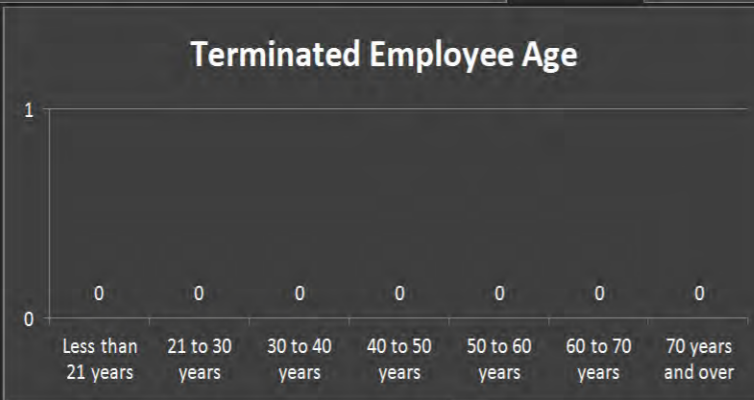 Terminated Employee Age
1
0 0 0 0 0 0 0
0
Less than 21 to 30 30 to 40 40 to 50 50 to 60 60 to 70 70 years
21 years years years years years years and over